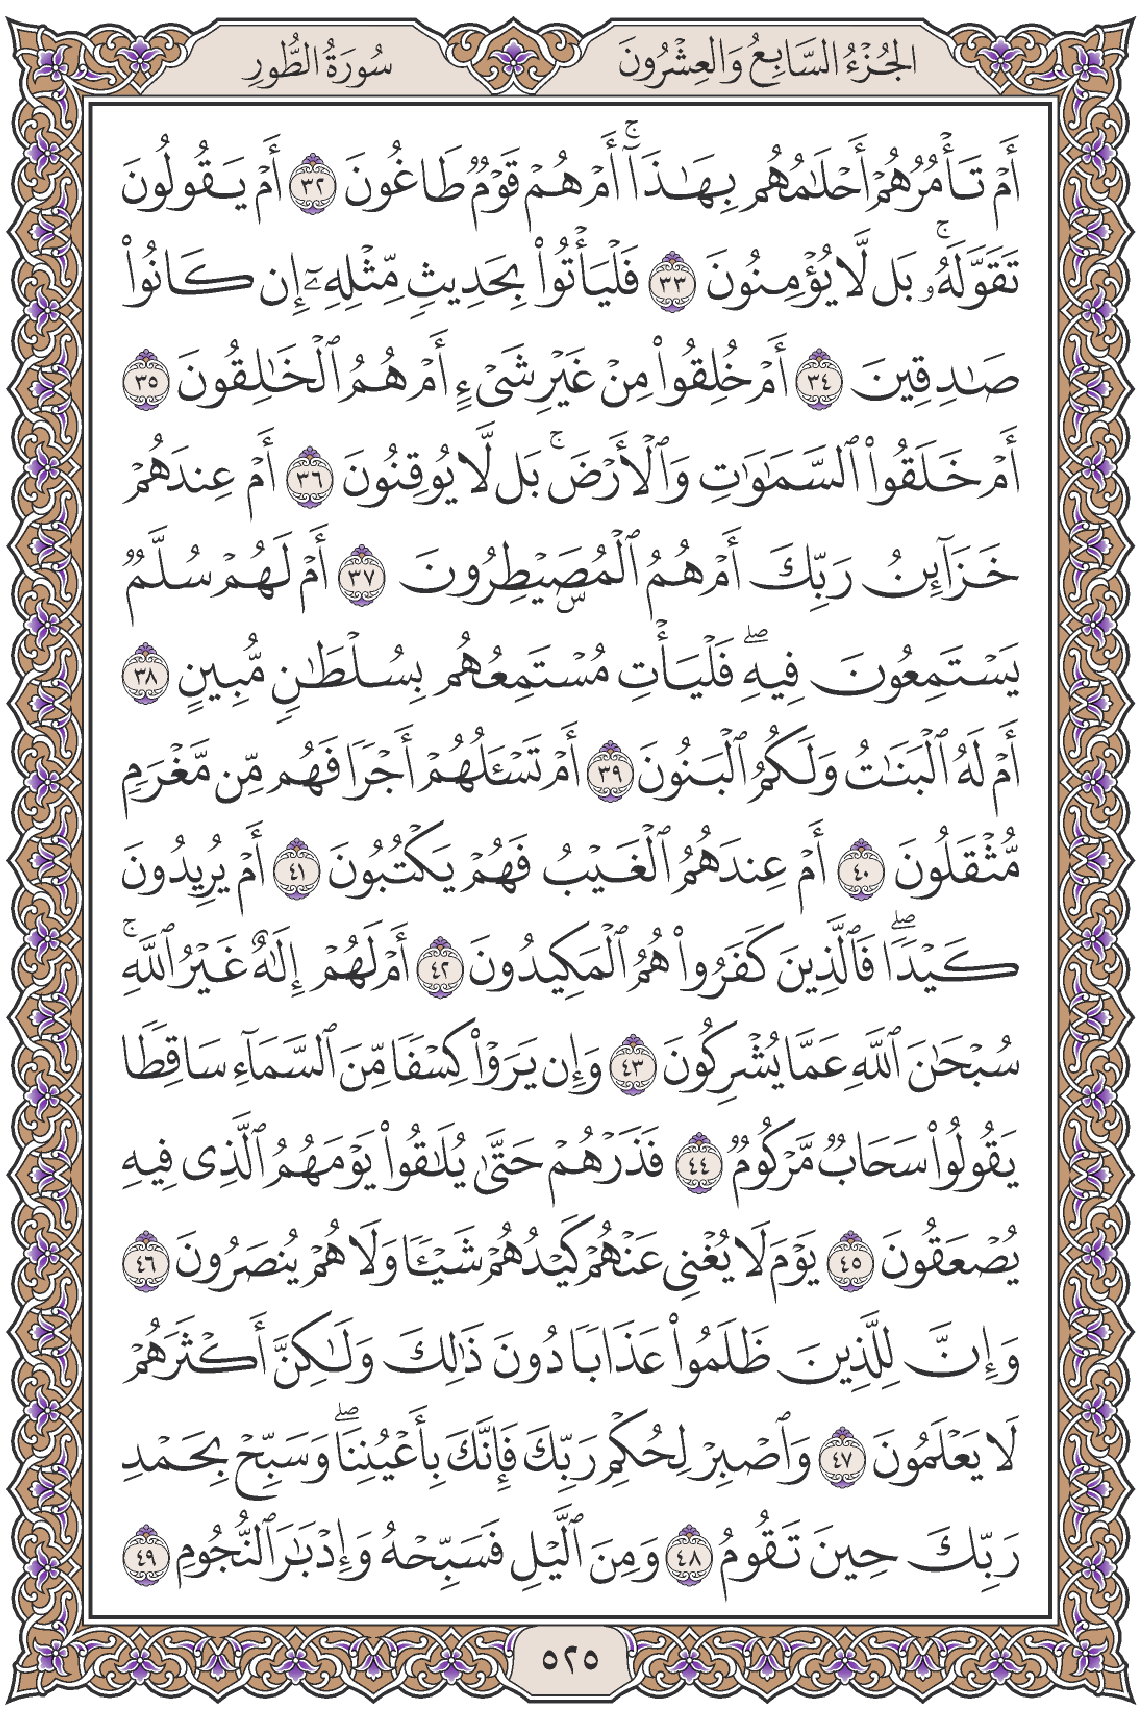 الجُزْءُ السَّابِعُ وَالعِشْرُونَ
سُورَةُ الطُّورِ
أَمۡ تَأۡمُرُهُمۡ أَحۡلَٰمُهُم بِهَٰذَآۚ أَمۡ هُمۡ قَوۡمٞ طَاغُونَ ٣٢ أَمۡ يَقُولُونَ
تَقَوَّلَهُۥۚ بَل لَّا يُؤۡمِنُونَ ٣٣ فَلۡيَأۡتُواْ بِحَدِيثٖ مِّثۡلِهِۦٓ إِن كَانُواْ
صَٰدِقِينَ ٣٤ أَمۡ خُلِقُواْ مِنۡ غَيۡرِ شَيۡءٍ أَمۡ هُمُ ٱلۡخَٰلِقُونَ ٣٥
أَمۡ خَلَقُواْ ٱلسَّمَٰوَٰتِ وَٱلۡأَرۡضَۚ بَل لَّا يُوقِنُونَ ٣٦ أَمۡ عِندَهُمۡ
خَزَآئِنُ رَبِّكَ أَمۡ هُمُ ٱلۡمُصَۜيۡطِرُونَ ٣٧ أَمۡ لَهُمۡ سُلَّمٞ
يَسۡتَمِعُونَ فِيهِۖ فَلۡيَأۡتِ مُسۡتَمِعُهُم بِسُلۡطَٰنٖ مُّبِينٍ ٣٨
أَمۡ لَهُ ٱلۡبَنَٰتُ وَلَكُمُ ٱلۡبَنُونَ ٣٩ أَمۡ تَسۡـَٔلُهُمۡ أَجۡرٗا فَهُم مِّن مَّغۡرَمٖ
مُّثۡقَلُونَ ٤٠ أَمۡ عِندَهُمُ ٱلۡغَيۡبُ فَهُمۡ يَكۡتُبُونَ ٤١ أَمۡ يُرِيدُونَ
كَيۡدٗاۖ فَٱلَّذِينَ كَفَرُواْ هُمُ ٱلۡمَكِيدُونَ ٤٢ أَمۡ لَهُمۡ إِلَٰهٌ غَيۡرُ ٱللَّهِۚ
سُبۡحَٰنَ ٱللَّهِ عَمَّا يُشۡرِكُونَ ٤٣ وَإِن يَرَوۡاْ كِسۡفٗا مِّنَ ٱلسَّمَآءِ سَاقِطٗا
يَقُولُواْ سَحَابٞ مَّرۡكُومٞ ٤٤ فَذَرۡهُمۡ حَتَّىٰ يُلَٰقُواْ يَوۡمَهُمُ ٱلَّذِي فِيهِ
يُصۡعَقُونَ ٤٥ يَوۡمَ لَا يُغۡنِي عَنۡهُمۡ كَيۡدُهُمۡ شَيۡـٔٗا وَلَا هُمۡ يُنصَرُونَ ٤٦
وَإِنَّ لِلَّذِينَ ظَلَمُواْ عَذَابٗا دُونَ ذَٰلِكَ وَلَٰكِنَّ أَكۡثَرَهُمۡ
لَا يَعۡلَمُونَ ٤٧ وَٱصۡبِرۡ لِحُكۡمِ رَبِّكَ فَإِنَّكَ بِأَعۡيُنِنَاۖ وَسَبِّحۡ بِحَمۡدِ
رَبِّكَ حِينَ تَقُومُ ٤٨ وَمِنَ ٱلَّيۡلِ فَسَبِّحۡهُ وَإِدۡبَٰرَ ٱلنُّجُومِ ٤٩
٥٢٥